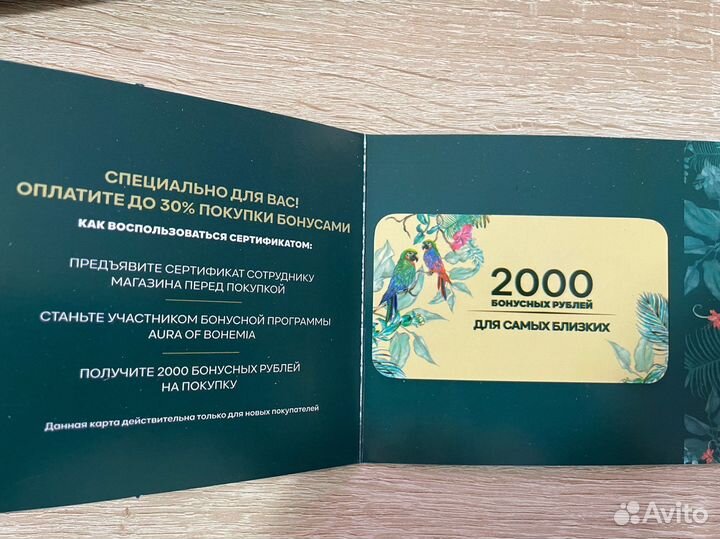 СПЕЦИАЛЬНО ДЛЯ ВАС!
ОПЛАТИТЕ ДО 30% ПОКУПКИ БОНУСАМИ
КАК ВОСПОЛЬЗОВАТЬСЯ СЕРТИФИКАТОМ:
ПРЕДЪЯВИТЕ СЕРТИФИКАТ СОТРУДНИКУ
МАГАЗИНА ПЕРЕД ПОКУПКОЙ
СТАНЬТЕ УЧАСТНИКОМ БОНУСНОЙ ПРОГРАММЫ
AURA OF BOHEMIA
ПОЛУЧИТЕ 2000 БОНУСНЫХ РУБЛЕЙ
НА ПОКУПКУ
Данная карта действительна только для новых покупателей
2000
БОНУСНЫХ РУБЛЕЙ
ДЛЯ САМЫХ БЛИЗКИХ
Avito